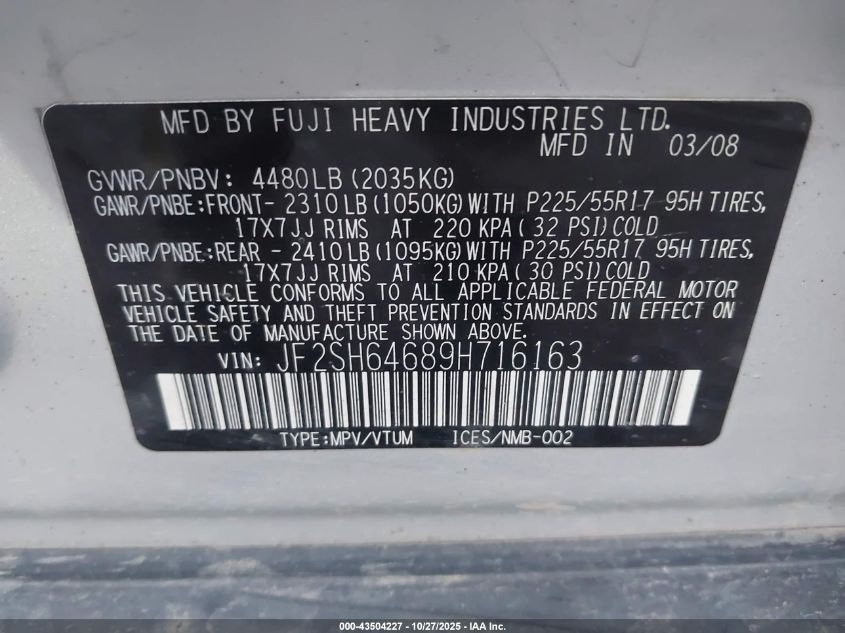 MFD BY FUJI HEAVY INDUSTRIES LTD.
MFD IN 03/08
GVWR/PNBV: 4480LB (2035KG)
GAWR/PNBE:FRONT- 2310 LB (1050KG) WITH P225/55R17 95H TIRES,
17X7JJ RIMS AT 220 KPA ( 32 PSI) COLD
GAWR/PNBE:REAR - 2410 LB (1095KG) WITH P225/55R17 95H TIRES,
17X7JJ RIMS AT 210 KPA ( 30 PSI) COLD
THIS VEHICLE CONFORMS TO ALL APPLICABLE FEDERAL MOTOR
VEHICLE SAFETY AND THEFT PREVENTION STANDARDS IN EFFECT ON
THE DATE OF MANUFACTURE SHOWN ABOVE.
VIN: JF2SH64689H716163
TYPE:MPV/VTUM ICES/NMB-002
000-43504227 - 10/27/2025 - IAA Inc.